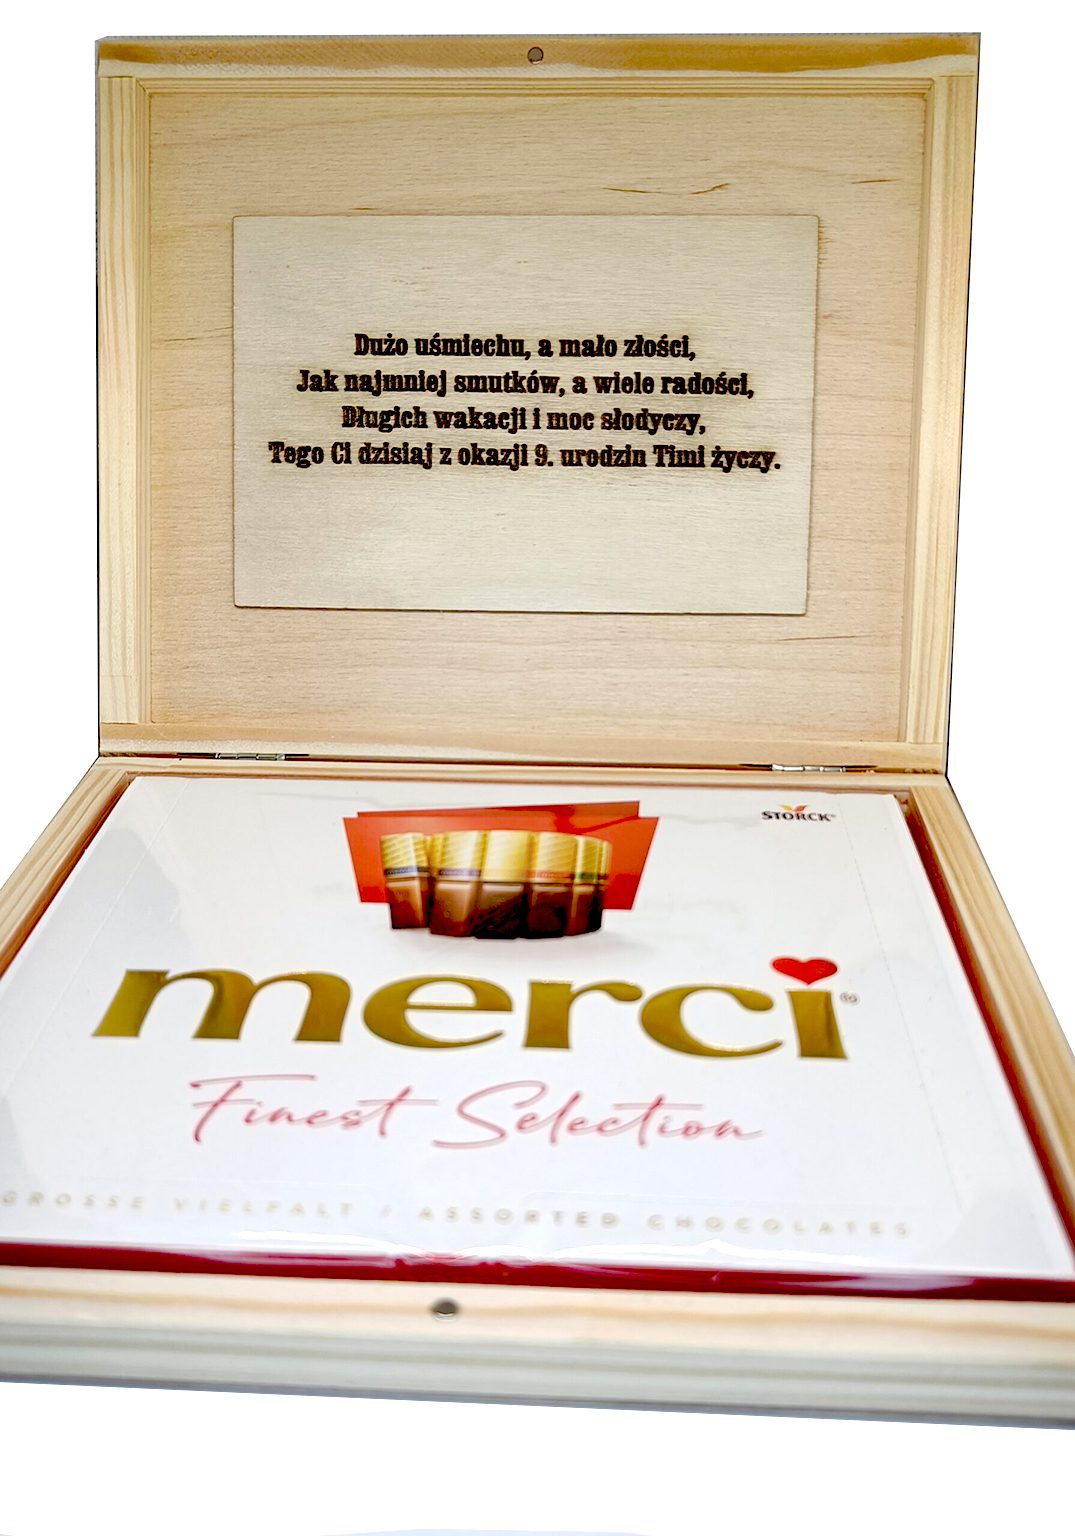 Dużo uśmiechu, a mało złości,
Jak najmniej smutków, a wiele radości,
Długich wakacji i moc słodyczy,
Tego Ci dzisiaj z okazji 9. urodzin Timi życzy.
STORCK®
merci®
Finest Selection
GROSSE VIELFALT / ASSORTED CHOCOLATES